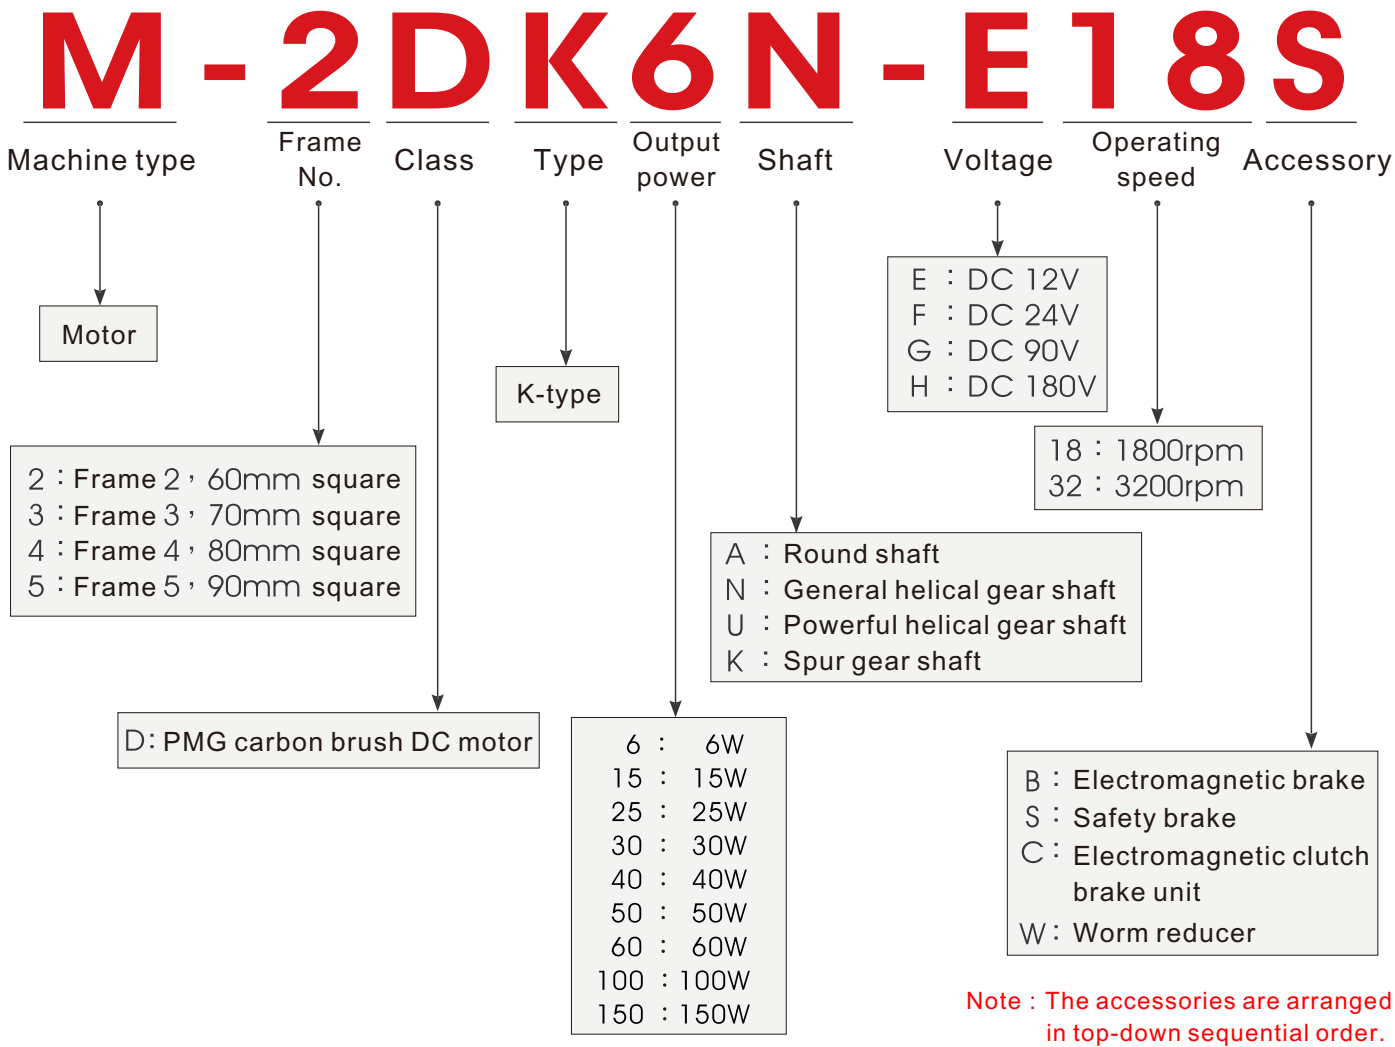 M-2DK6N-E18S
Machine type
Frame
No.
Class
Type
Output
power
Shaft
Voltage
Operating
speed
Accessory
Motor
K-type
E : DC 12V
F : DC 24V
G : DC 90V
H : DC 180V
18 : 1800rpm
32 : 3200rpm
2 : Frame 2，60mm square
3 : Frame 3，70mm square
4 : Frame 4，80mm square
5 : Frame 5，90mm square
A : Round shaft
N : General helical gear shaft
U : Powerful helical gear shaft
K : Spur gear shaft
D: PMG carbon brush DC motor
6 : 6W
15 : 15W
25 : 25W
30 : 30W
40 : 40W
50 : 50W
60 : 60W
100 : 100W
150 : 150W
B : Electromagnetic brake
S : Safety brake
C : Electromagnetic clutch
brake unit
W : Worm reducer
Note : The accessories are arranged
in top-down sequential order.